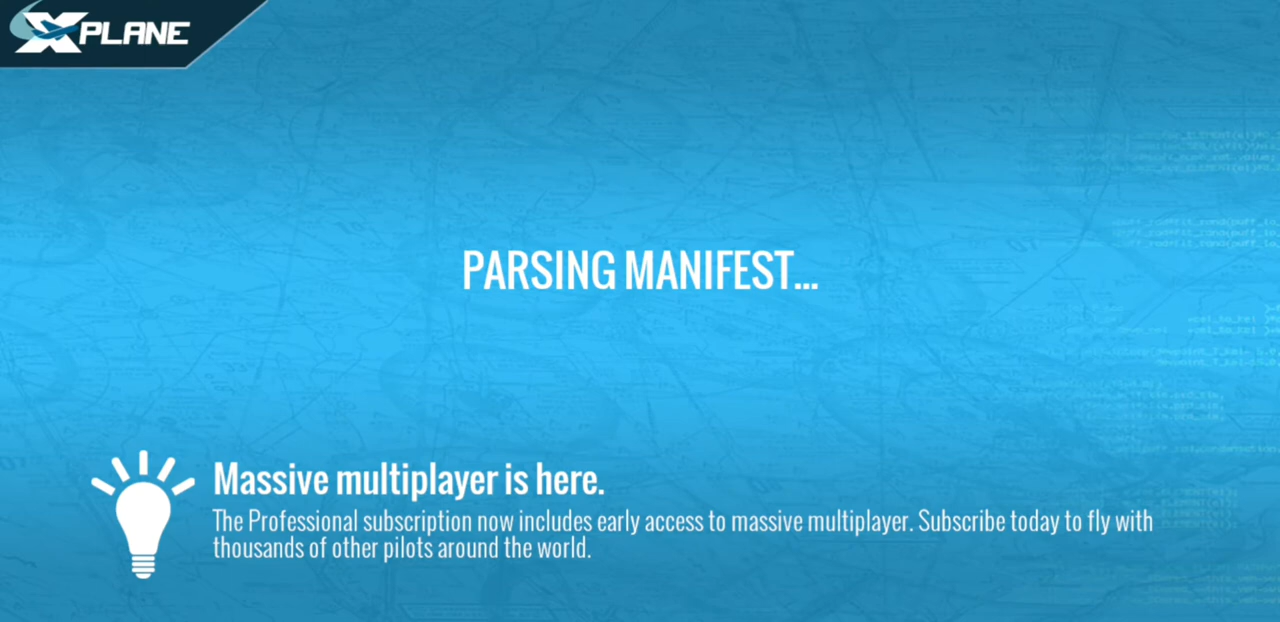 XPLANE
PARSING MANIFEST...
Massive multiplayer is here.
The Professional subscription now includes early access to massive multiplayer. Subscribe today to fly with
thousands of other pilots around the world.